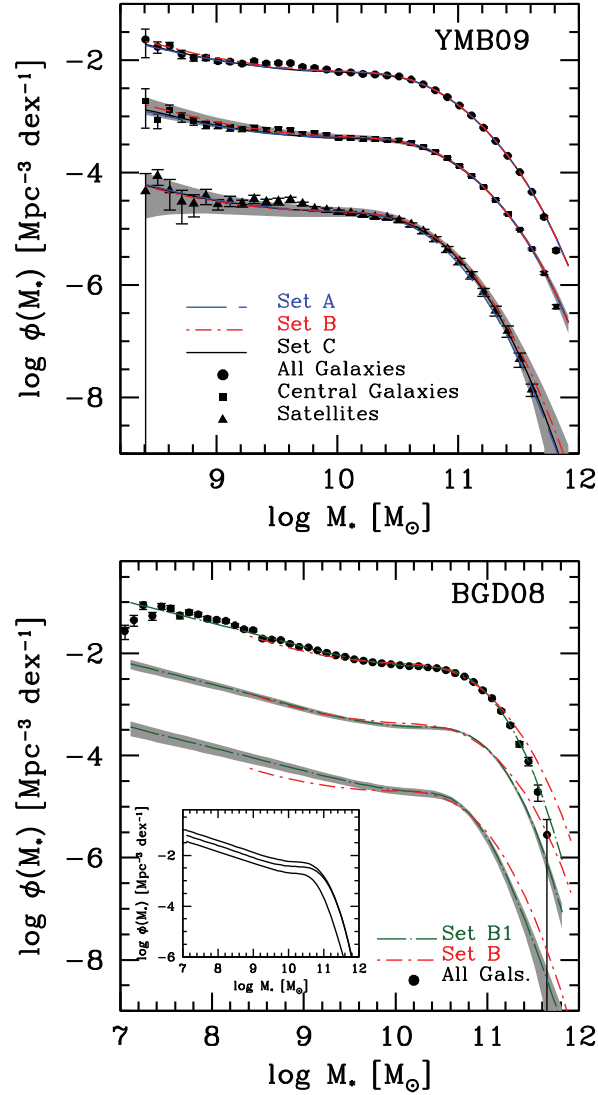 YMB09
−2
−4
−6
−8
log ϕ(M*) [Mpc⁻³ dex⁻¹]
Set A
Set B
Set C
All Galaxies
Central Galaxies
Satellites
9 10 11 12
log M* [M⊙]
BGD08
−2
−4
−6
−8
log ϕ(M*) [Mpc⁻³ dex⁻¹]
0
−2
−4
−6
log ϕ(M*) [Mpc⁻³ dex⁻¹]
7 8 9 10 11 12
log M* [M⊙]
Set B1
Set B
All Gals.
7 8 9 10 11 12
log M* [M⊙]